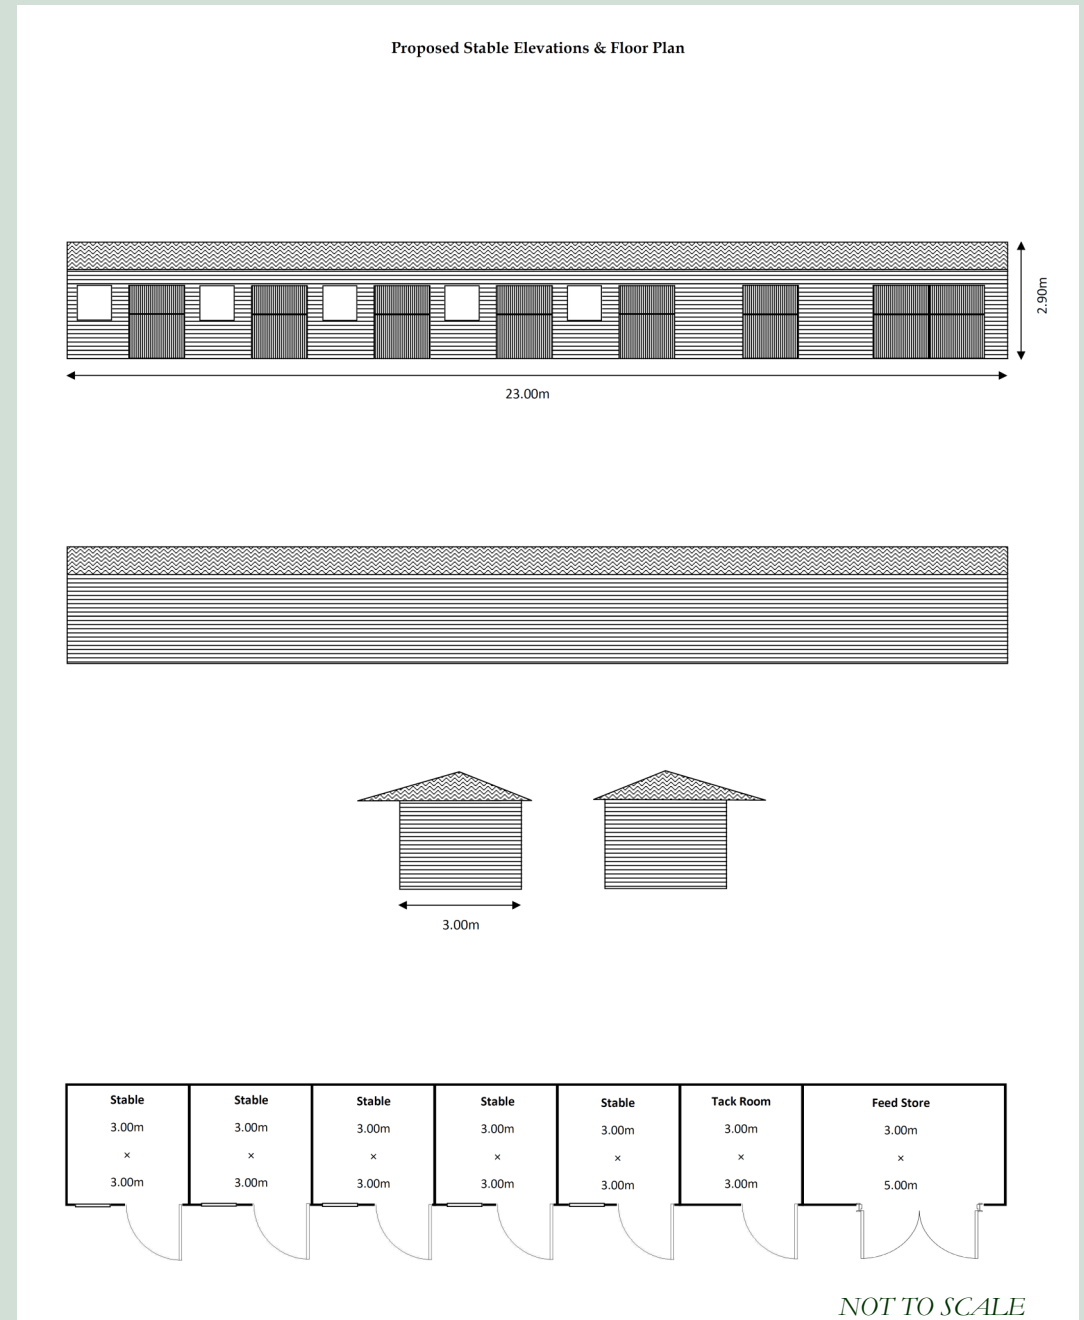 Proposed Stable Elevations & Floor Plan
2.90m
23.00m
3.00m
Stable
3.00m
×
3.00m
Stable
3.00m
×
3.00m
Stable
3.00m
×
3.00m
Stable
3.00m
×
3.00m
Stable
3.00m
×
3.00m
Tack Room
3.00m
×
3.00m
Feed Store
3.00m
×
5.00m
NOT TO SCALE